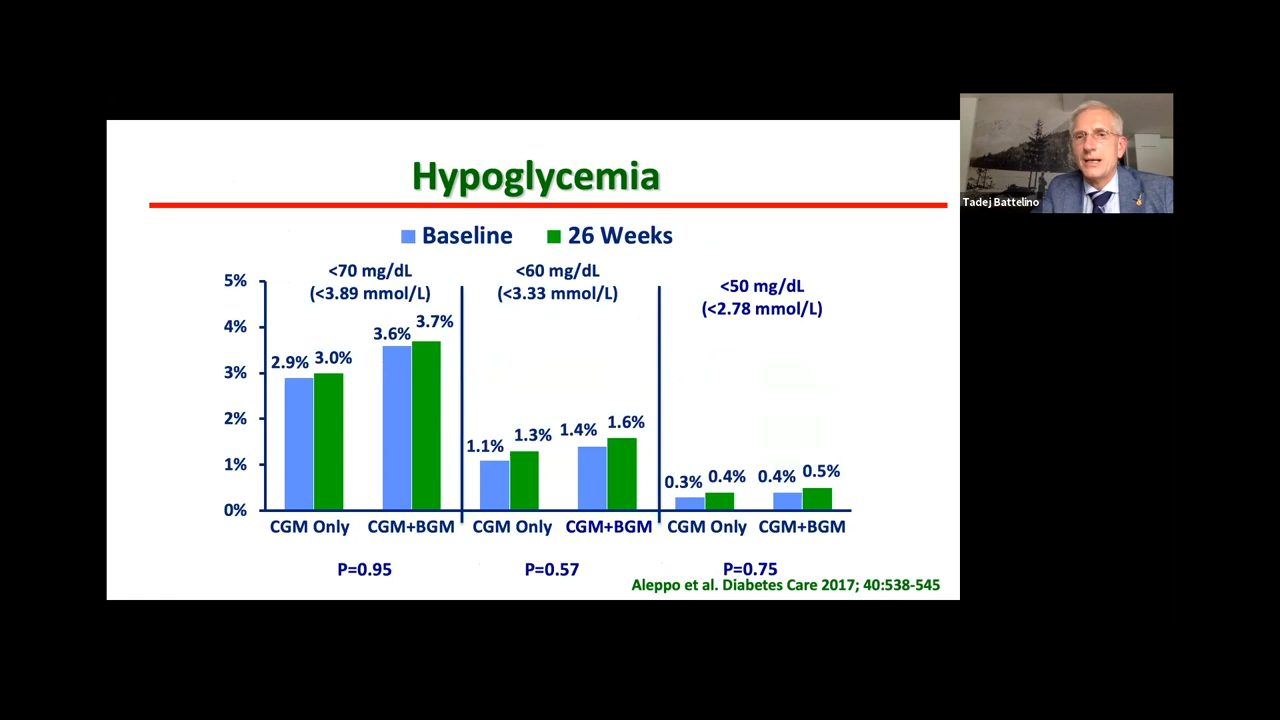 Hypoglycemia
Baseline 26 Weeks
<70 mg/dL
(<3.89 mmol/L)
<60 mg/dL
(<3.33 mmol/L)
<50 mg/dL
(<2.78 mmol/L)
5%
4%
3%
2%
1%
0%
2.9% 3.0%
3.6% 3.7%
1.1% 1.3%
1.4% 1.6%
0.3% 0.4%
0.4% 0.5%
CGM Only CGM+BGM CGM Only CGM+BGM CGM Only CGM+BGM
P=0.95 P=0.57 P=0.75
Aleppo et al. Diabetes Care 2017; 40:538-545
Tadej Battelino